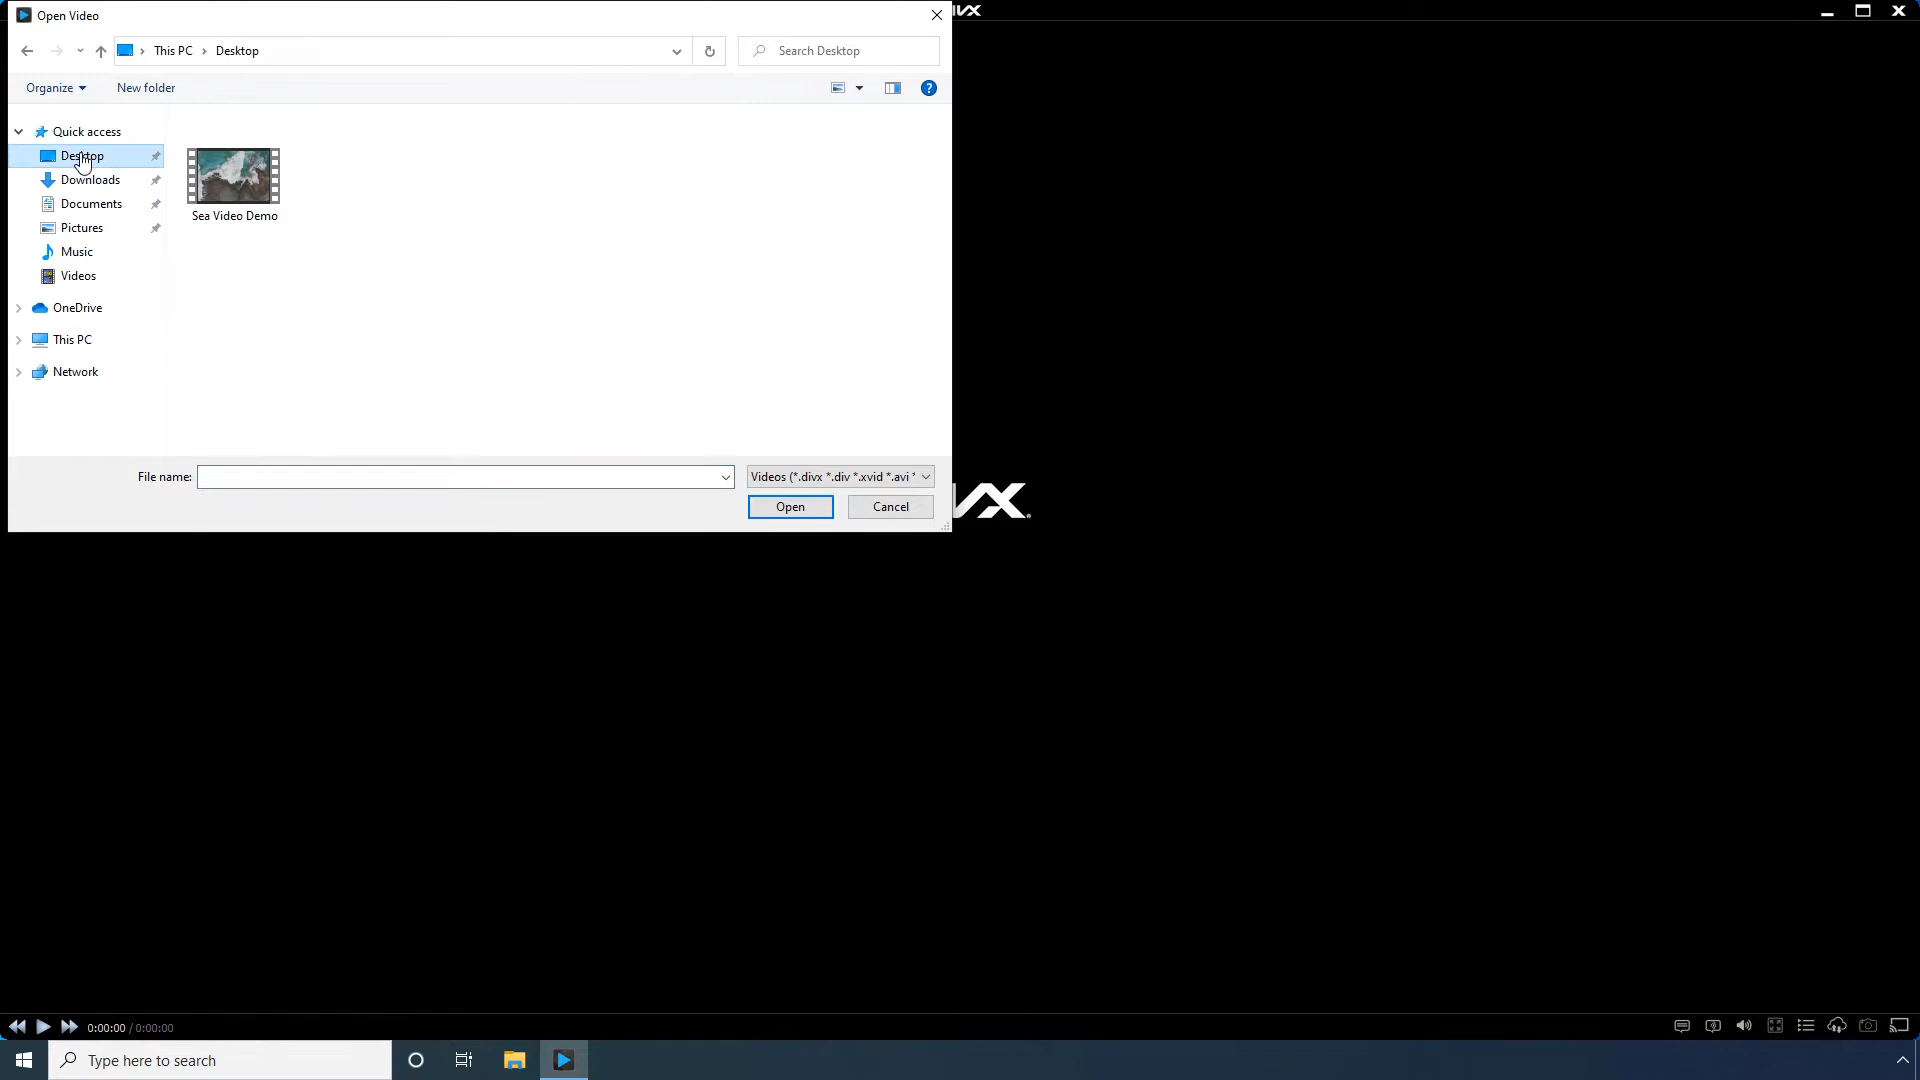 Open Video
This PC
Desktop
Search Desktop
Organize
New folder
Quick access
Desktop
Downloads
Documents
Pictures
Music
Videos
OneDrive
This PC
Network
Sea Video Demo
File name:
Videos (*.divx *.div *.xvid *.avi *
Open
Cancel
0:00:00 / 0:00:00
Type here to search